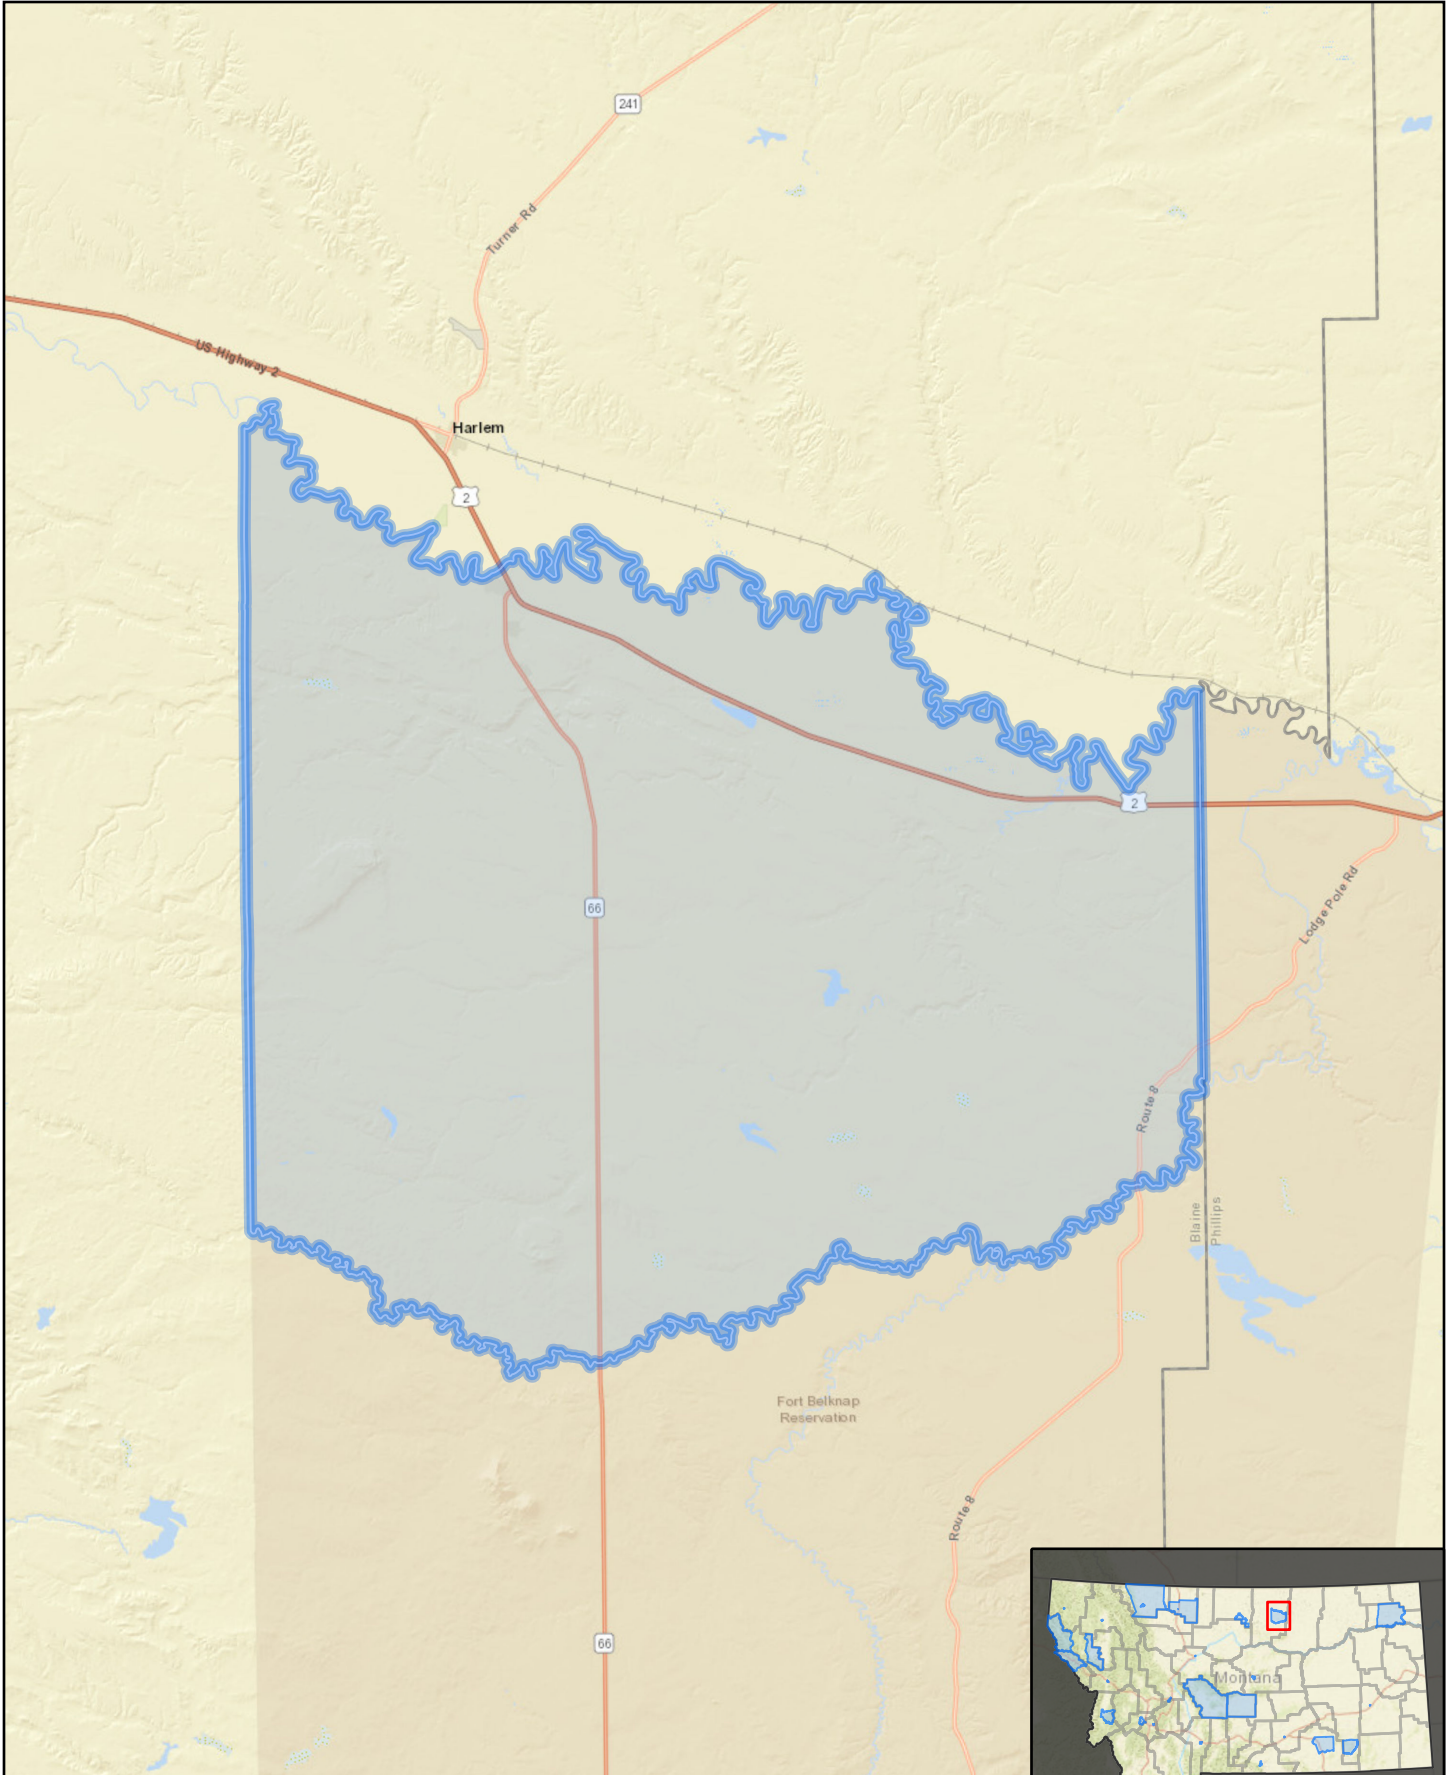 241
Turner Rd
US Highway 2
Harlem
2
2
Lodge Pole Rd
66
Route 8
Blaine
Phillips
Fort Belknap
Reservation
Route 8
66
Montana